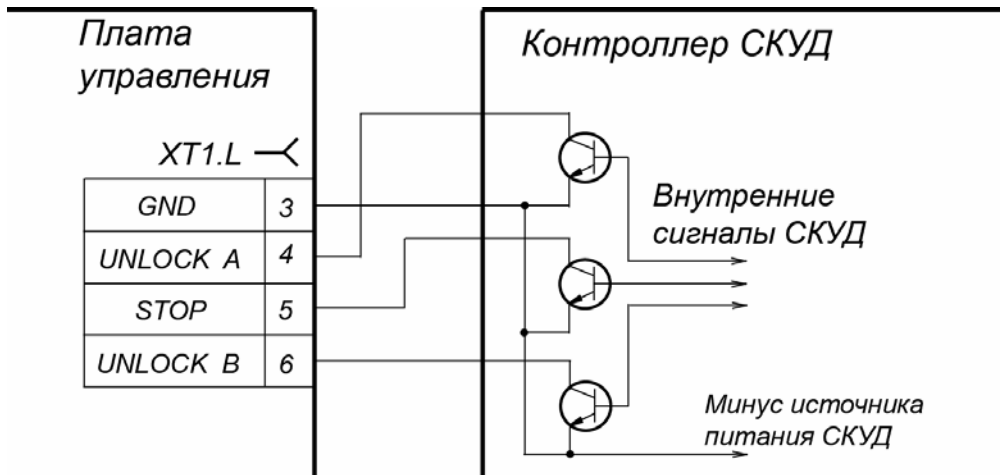 Плата
управления
Контроллер СКУД
XT1.L
GND 3
UNLOCK A 4
STOP 5
UNLOCK B 6
Внутренние
сигналы СКУД
Минус источника
питания СКУД